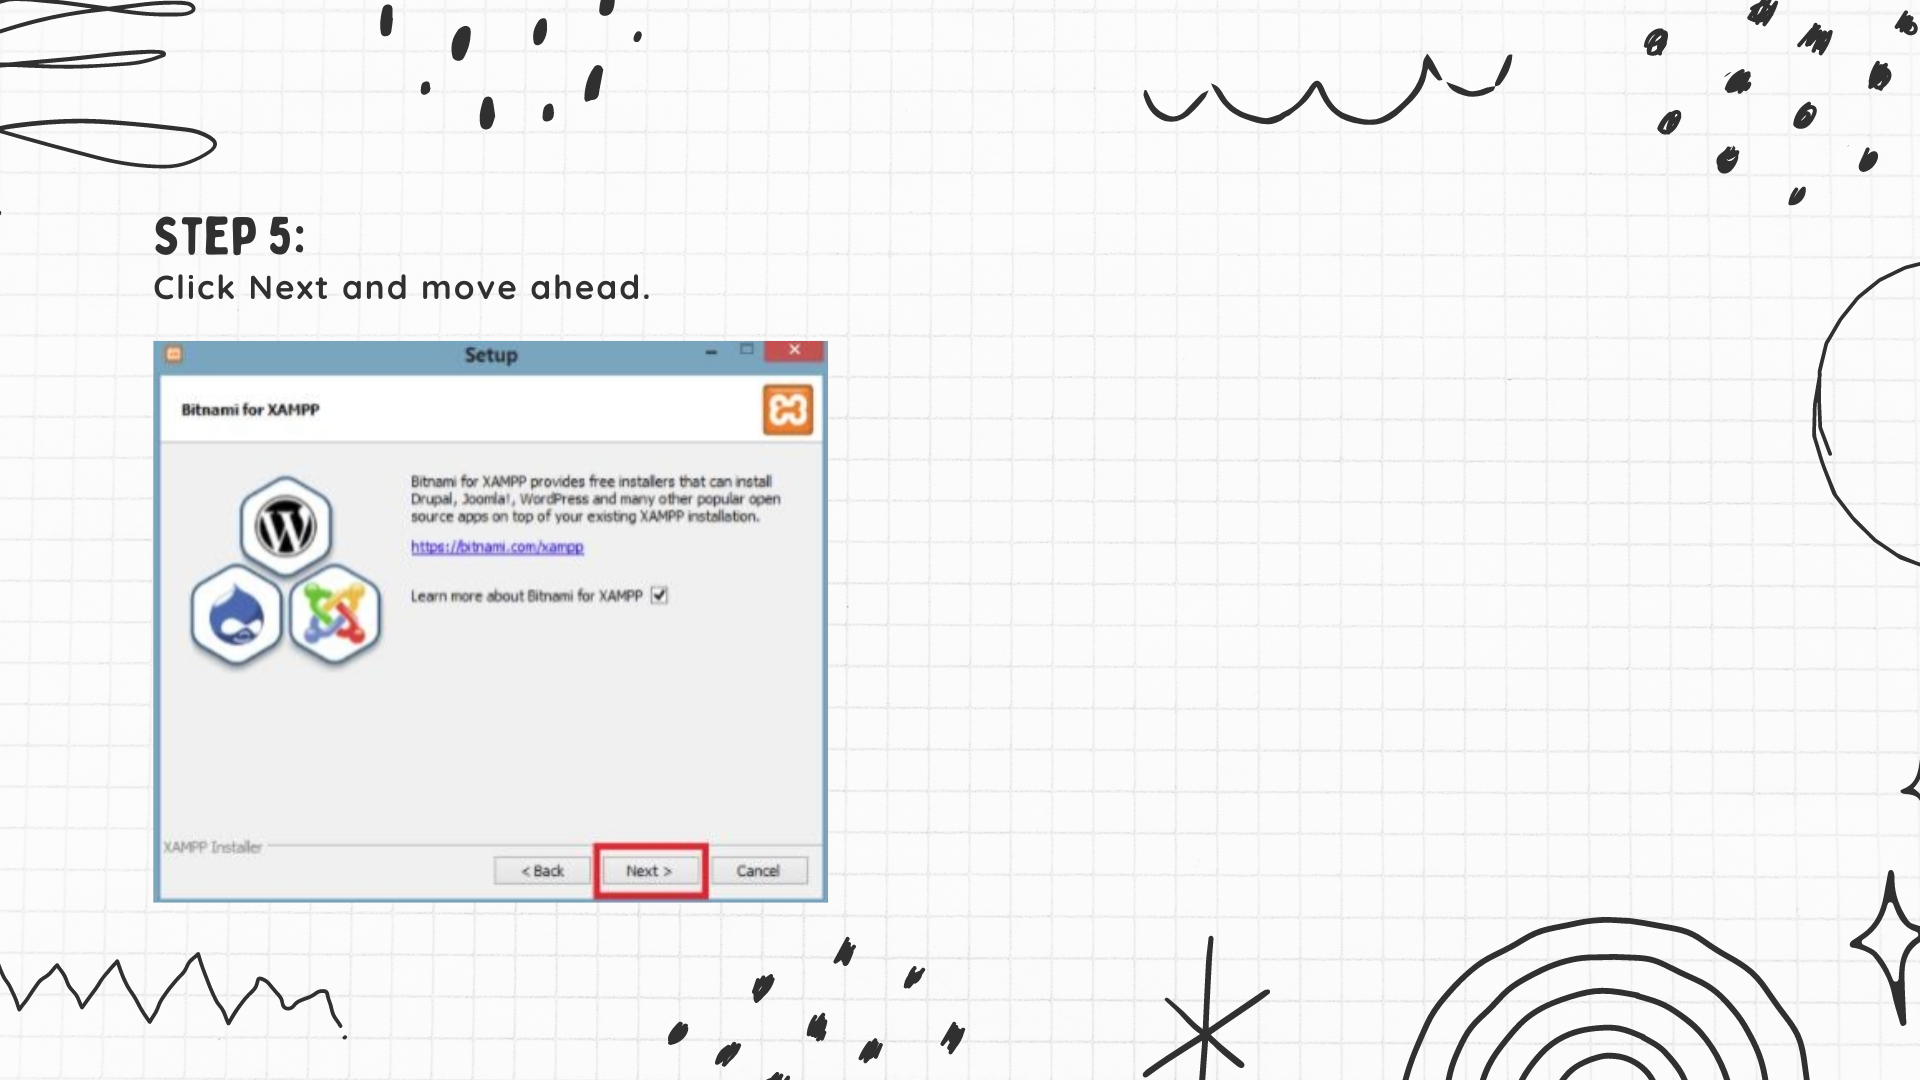 STEP 5:
Click Next and move ahead.
Setup
Bitnami for XAMPP
Bitnami for XAMPP provides free installers that can install
Drupal, Joomla!, WordPress and many other popular open
source apps on top of your existing XAMPP installation.
https://bitnami.com/xampp
Learn more about Bitnami for XAMPP
XAMPP Installer
< Back
Next >
Cancel